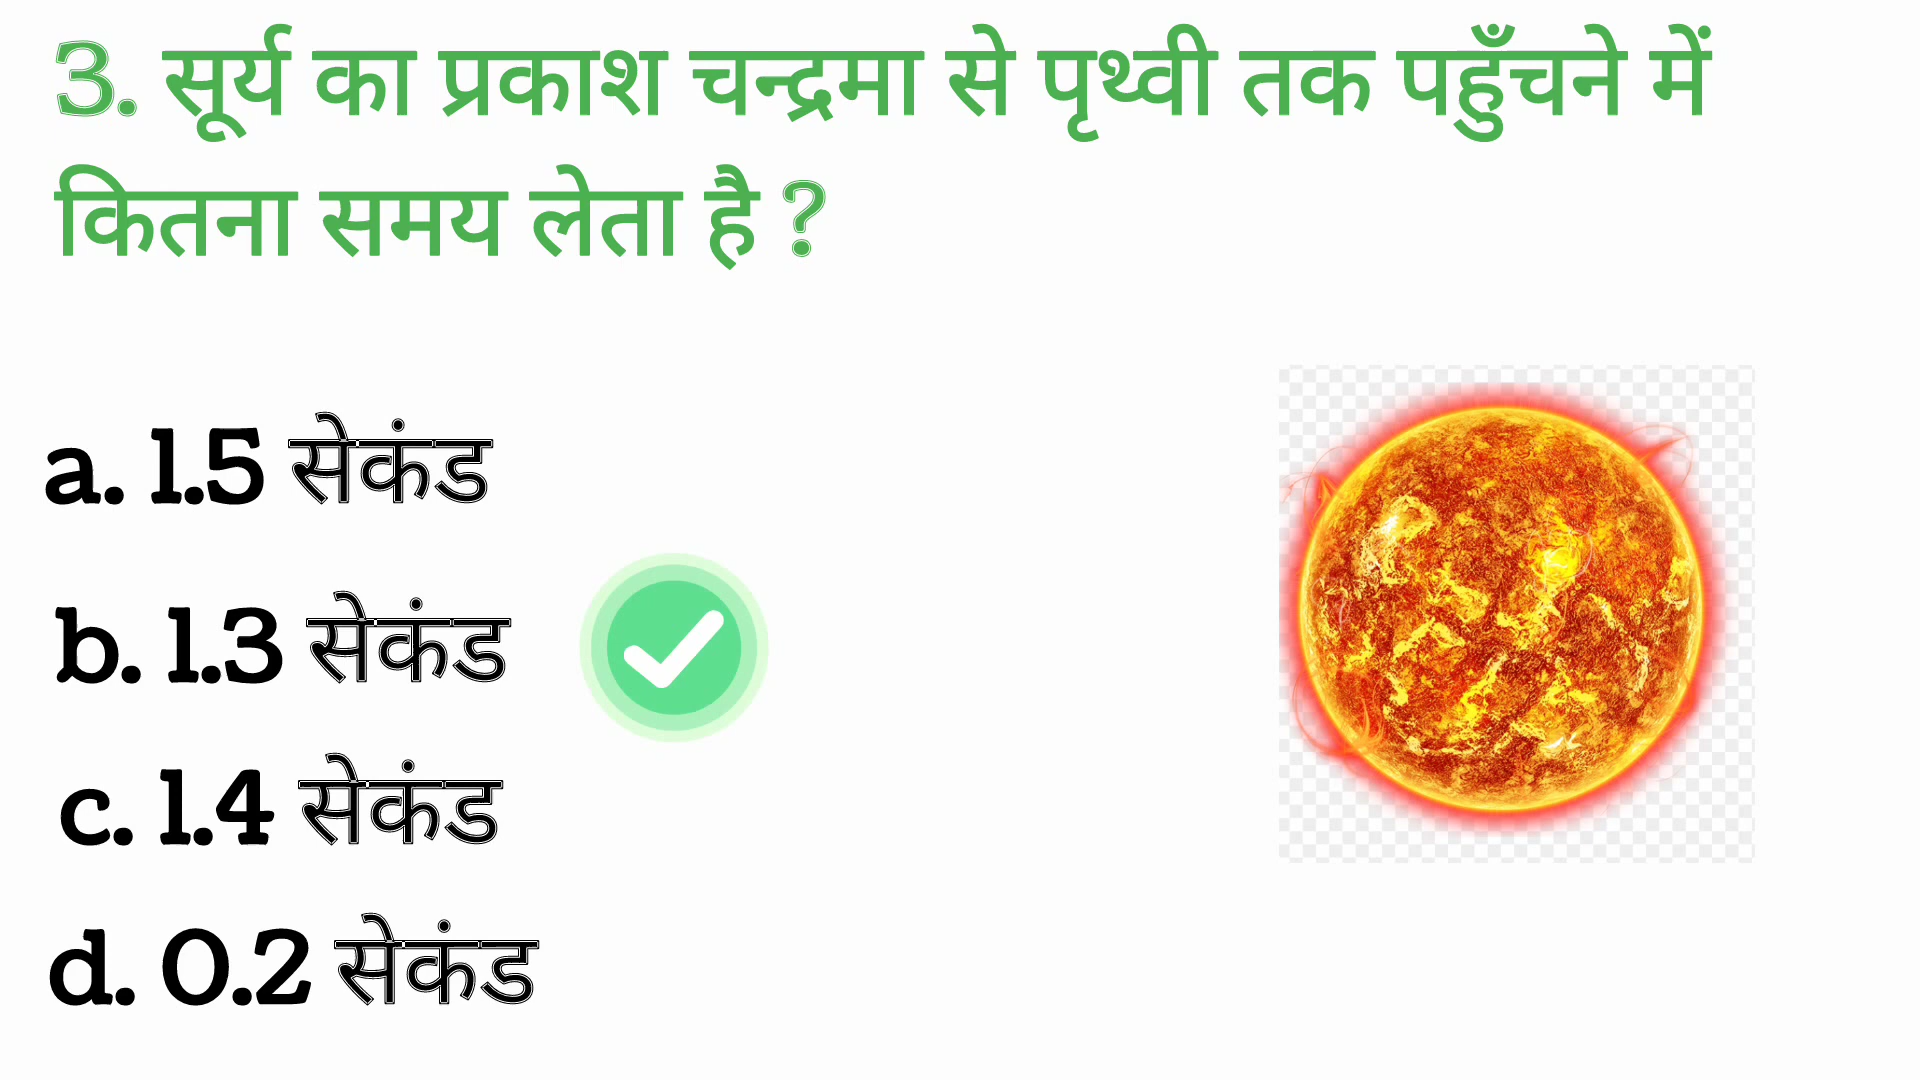 3. सूर्य का प्रकाश चन्द्रमा से पृथ्वी तक पहुँचने में
कितना समय लेता है ?
a. 1.5 सेकंड
b. 1.3 सेकंड
c. 1.4 सेकंड
d. 0.2 सेकंड